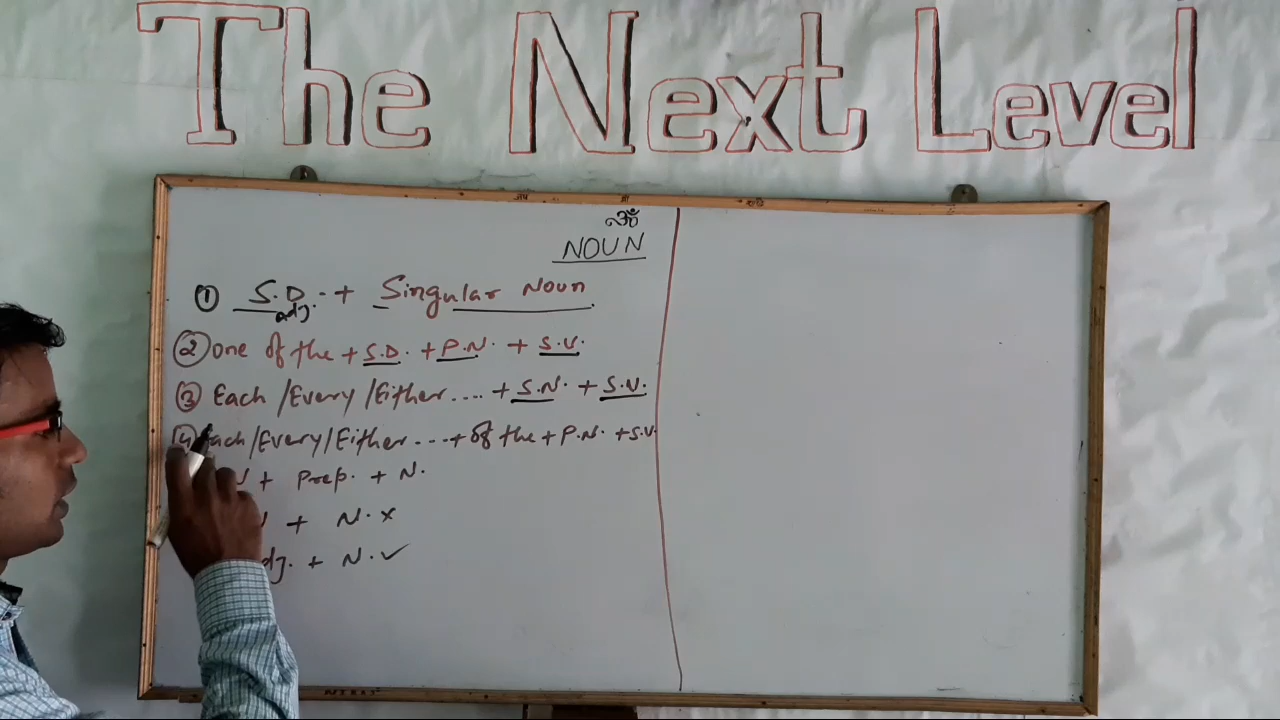 The Next Level
NOUN
① S.D. + Singular Noun
adj.
② One of the + S.D. + P.N. + S.V.
③ Each /Every /Either .... + S.N. + S.V.
④ Each /Every /Either ... + of the + P.N. + S.V
+ Prep. + N.
+ N. ×
dj. + N. ✓